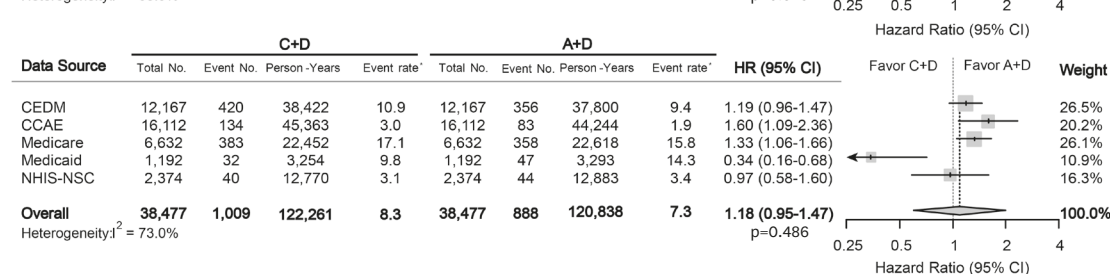 0.25 0.5 1 2 4
Hazard Ratio (95% CI)
C+D A+D
Data Source Total No. Event No. Person-Years Event rate* Total No. Event No. Person-Years Event rate* HR (95% CI) Favor C+D Favor A+D Weight
CEDM 12,167 420 38,422 10.9 12,167 356 37,800 9.4 1.19 (0.96-1.47) 26.5%
CCAE 16,112 134 45,363 3.0 16,112 83 44,244 1.9 1.60 (1.09-2.36) 20.2%
Medicare 6,632 383 22,452 17.1 6,632 358 22,618 15.8 1.33 (1.06-1.66) 26.1%
Medicaid 1,192 32 3,254 9.8 1,192 47 3,293 14.3 0.34 (0.16-0.68) 10.9%
NHIS-NSC 2,374 40 12,770 3.1 2,374 44 12,883 3.4 0.97 (0.58-1.60) 16.3%
Overall 38,477 1,009 122,261 8.3 38,477 888 120,838 7.3 1.18 (0.95-1.47) 100.0%
Heterogeneity:I² = 73.0% p=0.486
0.25 0.5 1 2 4
Hazard Ratio (95% CI)